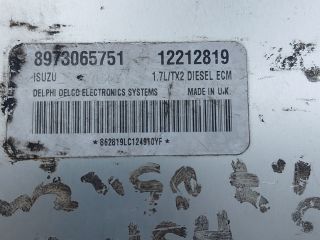 8973065751 12212819
ISUZU 1.7L/TX2 DIESEL ECM
DELPHI DELCO ELECTRONICS SYSTEMS MADE IN U.K.
*862819LC124910YF*